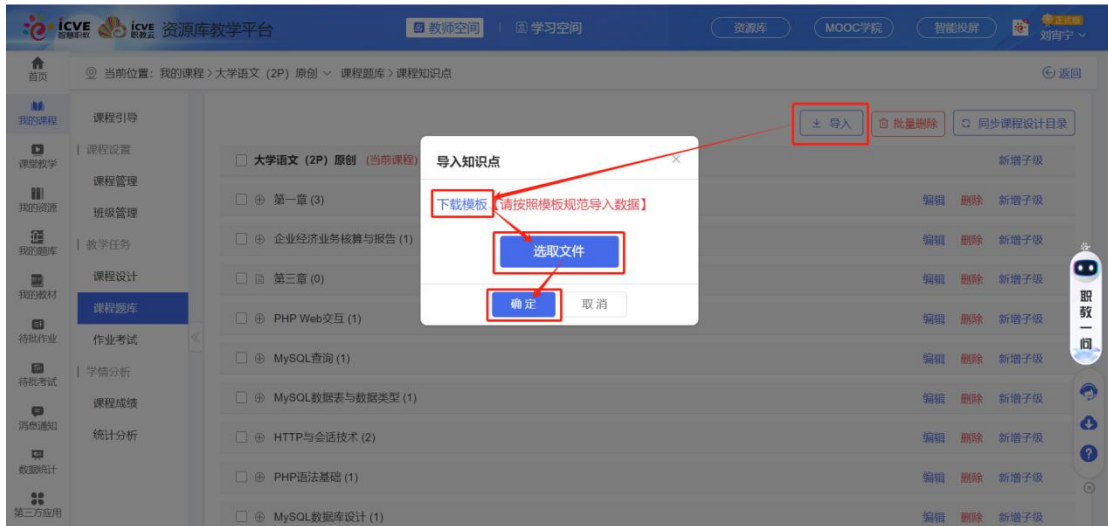 icve 智慧职教 icve 职教云 资源库教学平台 教师空间 学习空间 资源库 MOOC学院 智能投屏 正式版 刘宵宁
首页
当前位置：我的课程>大学语文（2P）原创 课程题库>课程知识点 返回
我的课程
课堂教学
我的资源
我的题库
我的教材
待批作业
待批考试
消息通知
数据统计
第三方应用
课程引导
课程设置
课程管理
班级管理
教学任务
课程设计
课程题库
作业考试
学情分析
课程成绩
统计分析
导入 批量删除 同步课程设计目录
大学语文（2P）原创 (当前课程) 新增子级
第一章(3) 编辑 删除 新增子级
企业经济业务核算与报告(1) 编辑 删除 新增子级
第三章(0) 编辑 删除 新增子级
PHP Web交互(1) 编辑 删除 新增子级
MySQL查询(1) 编辑 删除 新增子级
MySQL数据表与数据类型(1) 编辑 删除 新增子级
HTTP与会话技术(2) 编辑 删除 新增子级
PHP语法基础(1) 编辑 删除 新增子级
MySQL数据库设计(1) 编辑 删除 新增子级
导入知识点
下载模板【请按照模板规范导入数据】
选取文件
确定 取消
职教一问